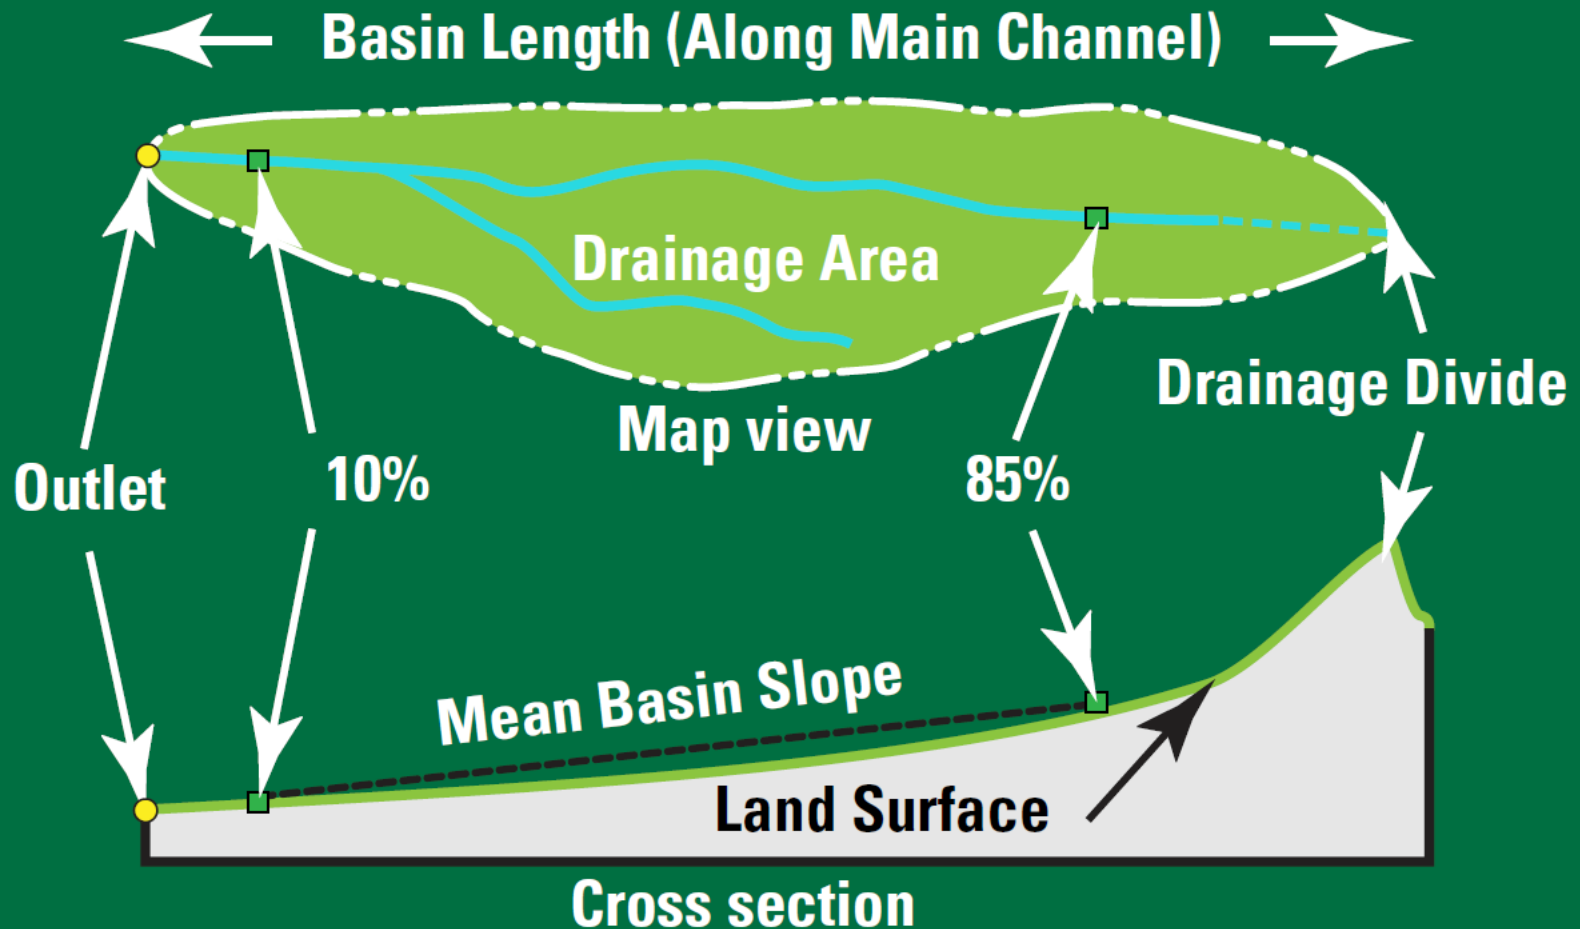 Basin Length (Along Main Channel)
Drainage Area
Drainage Divide
Map view
Outlet
10%
85%
Mean Basin Slope
Land Surface
Cross section